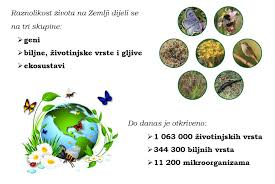 Raznolikost života na Zemlji dijeli se
na tri skupine:
➢geni
➢biljne, životinjske vrste i gljive
➢ekosustavi
Do danas je otkriveno:
➢1 063 000 životinjskih vrsta
➢344 300 biljnih vrsta
➢11 200 mikroorganizama